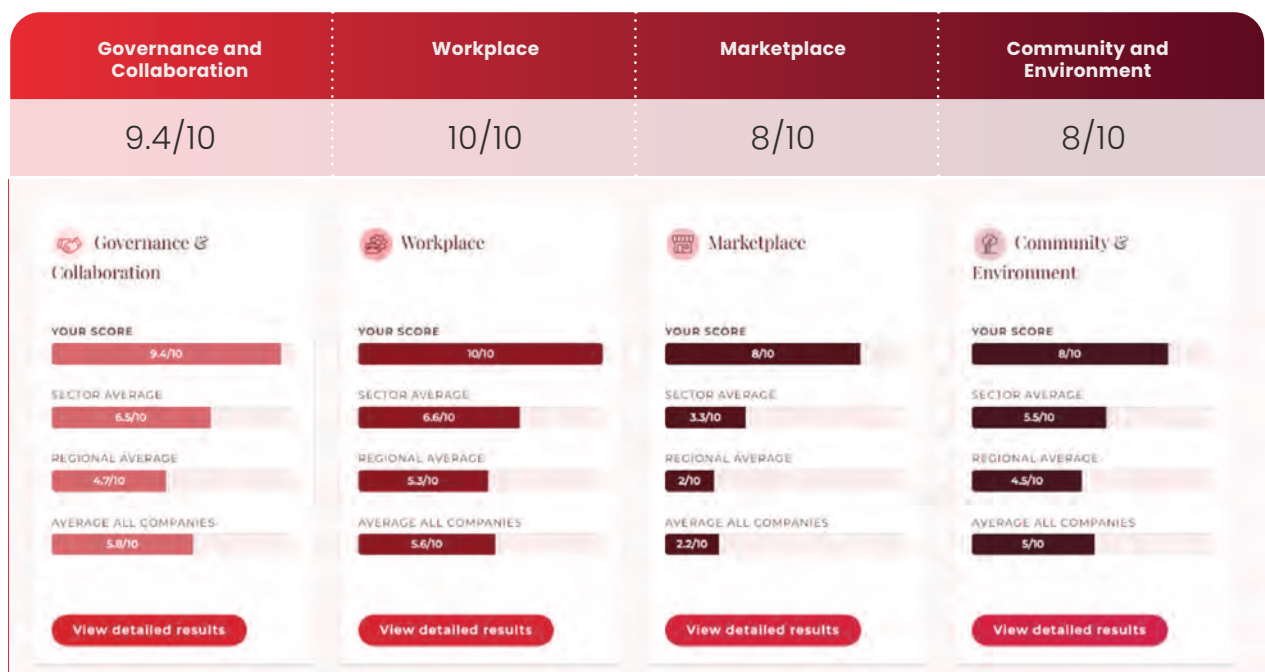 Governance and
Collaboration
Workplace
Marketplace
Community and
Environment
9.4/10
10/10
8/10
8/10
Governance &
Collaboration
YOUR SCORE
9.4/10
SECTOR AVERAGE
6.5/10
REGIONAL AVERAGE
4.7/10
AVERAGE ALL COMPANIES
5.8/10
View detailed results
Workplace
YOUR SCORE
10/10
SECTOR AVERAGE
6.6/10
REGIONAL AVERAGE
5.3/10
AVERAGE ALL COMPANIES
5.6/10
View detailed results
Marketplace
YOUR SCORE
8/10
SECTOR AVERAGE
3.3/10
REGIONAL AVERAGE
2/10
AVERAGE ALL COMPANIES
2.2/10
View detailed results
Community &
Environment
YOUR SCORE
8/10
SECTOR AVERAGE
5.5/10
REGIONAL AVERAGE
4.5/10
AVERAGE ALL COMPANIES
5/10
View detailed results